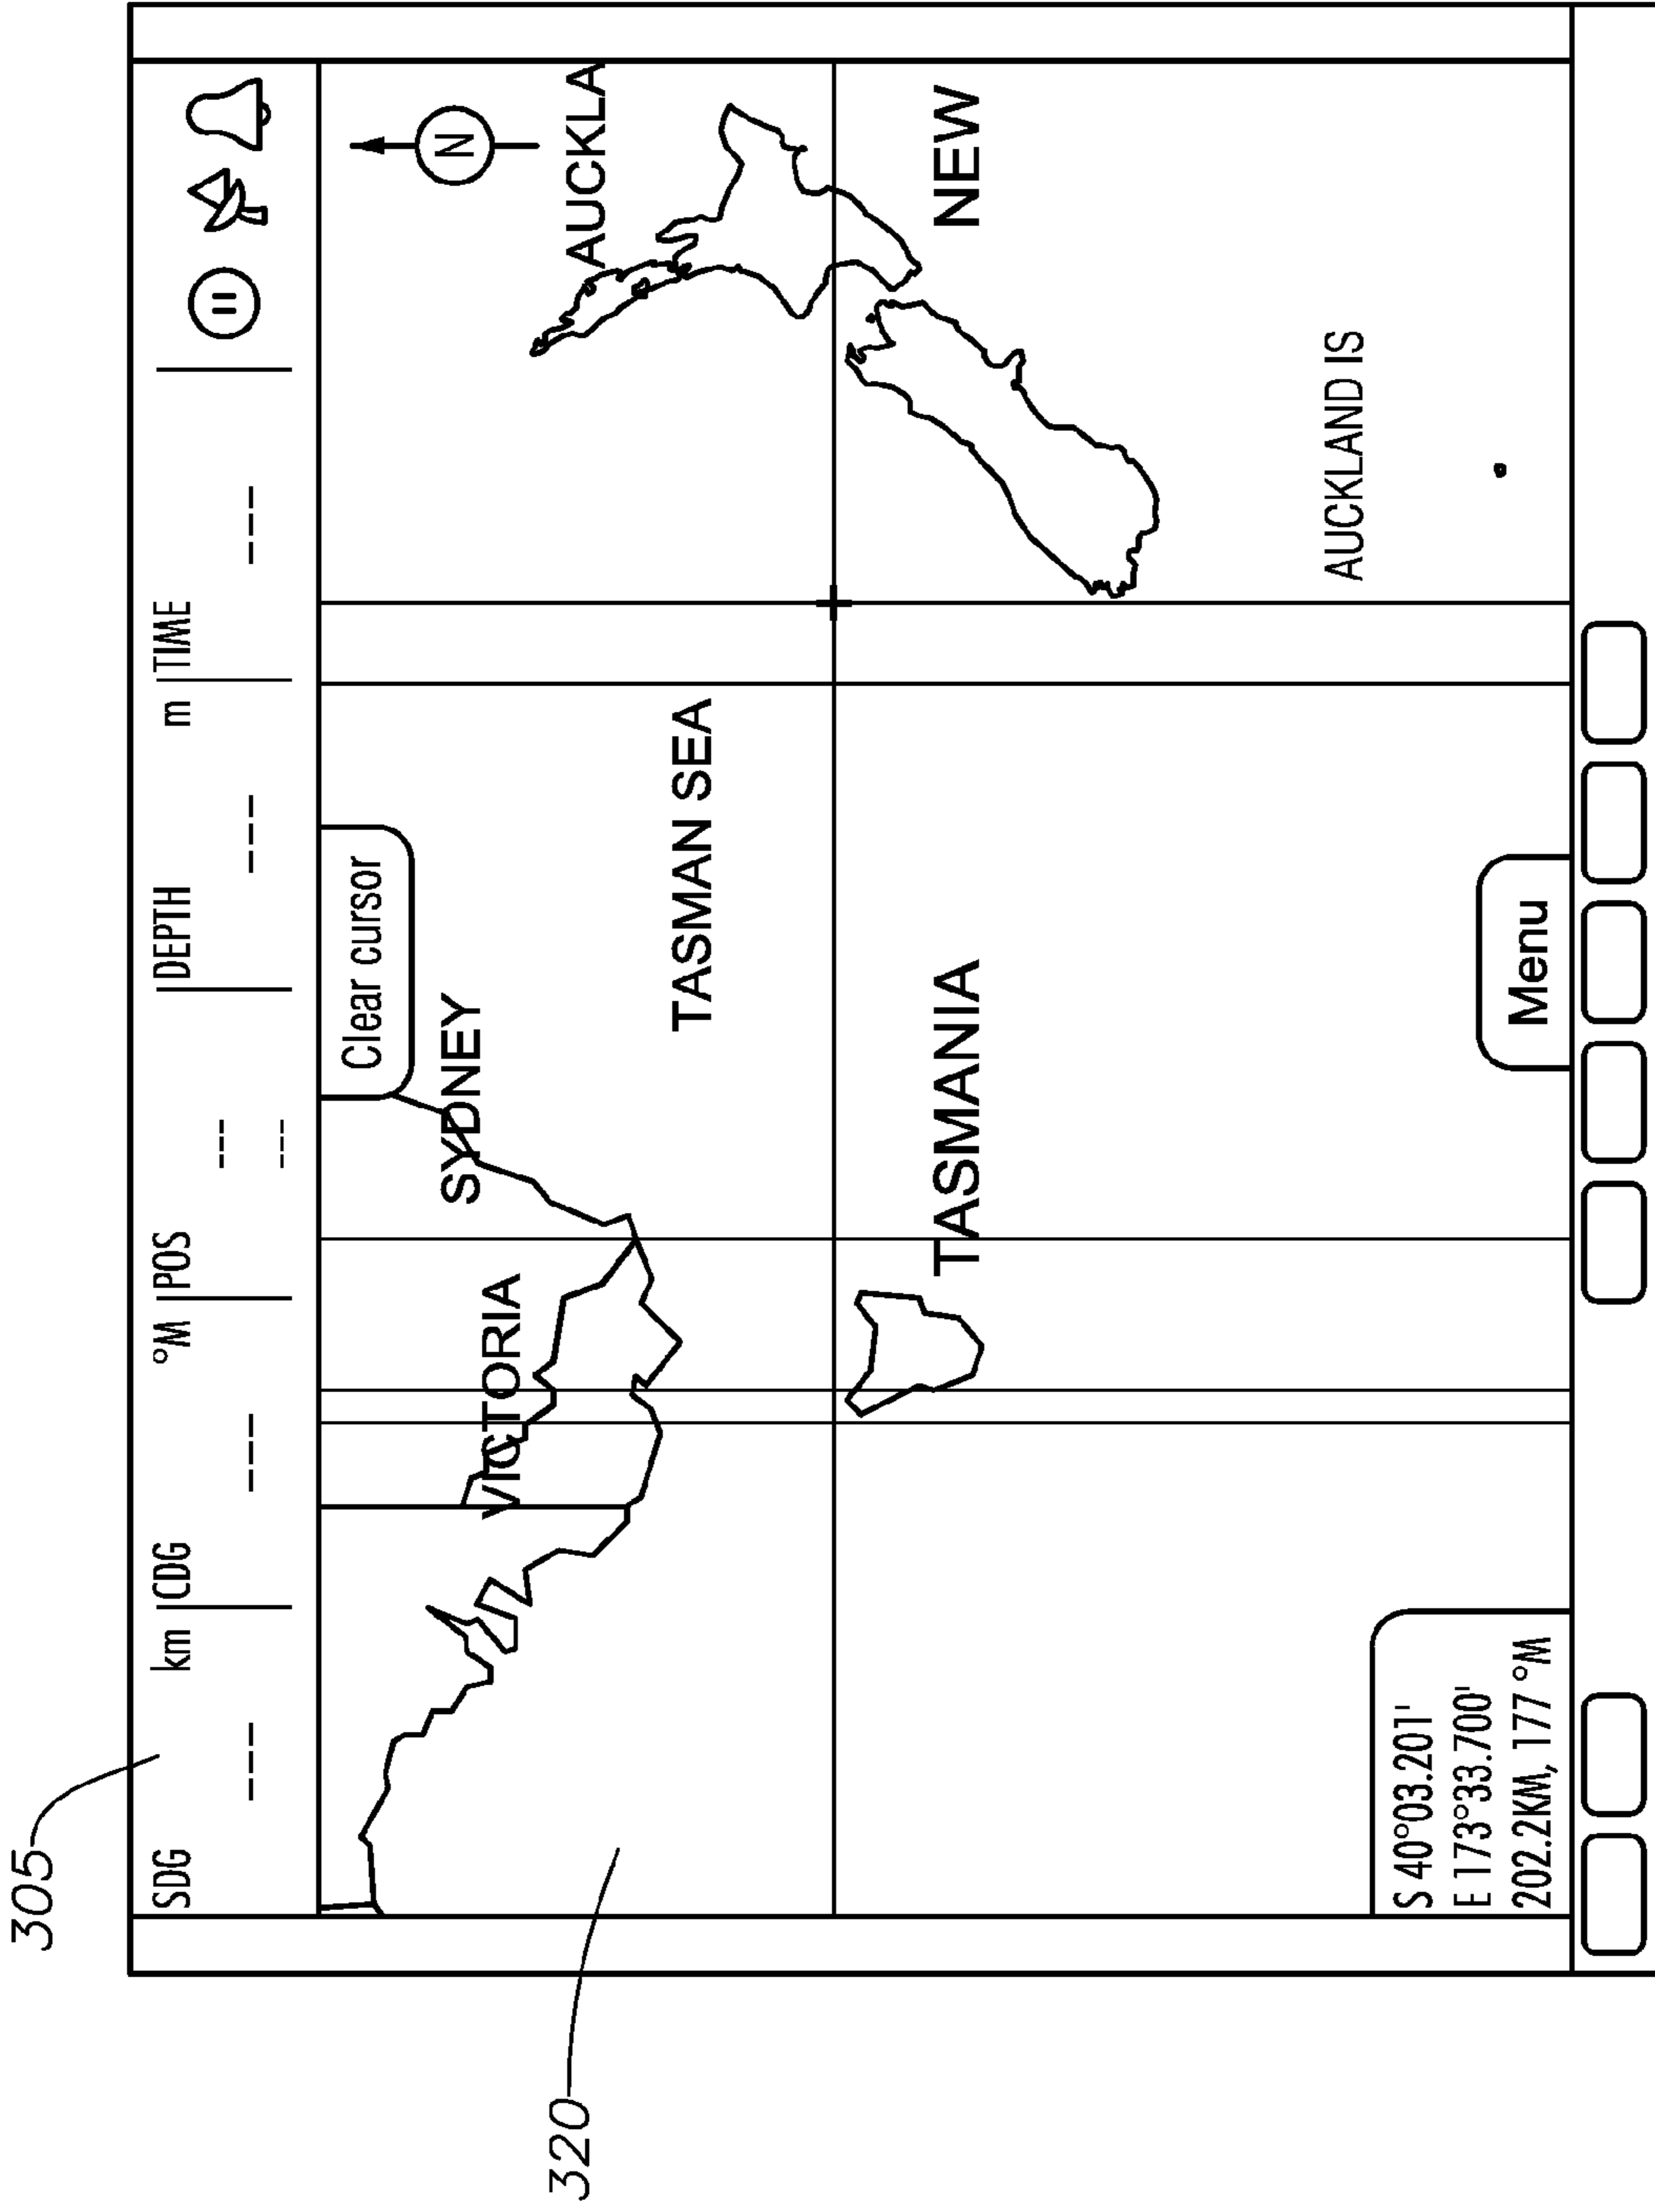 305
SDG km
CDG °M
POS
DEPTH m
TIME
---
---
---
---
---
---
Clear cursor
N
SYDNEY
VICTORIA
AUCKLA
TASMAN SEA
TASMANIA
NEW
320
AUCKLAND IS
S 40°03.201'
E 173°33.700'
202.2KM, 177 °M
Menu